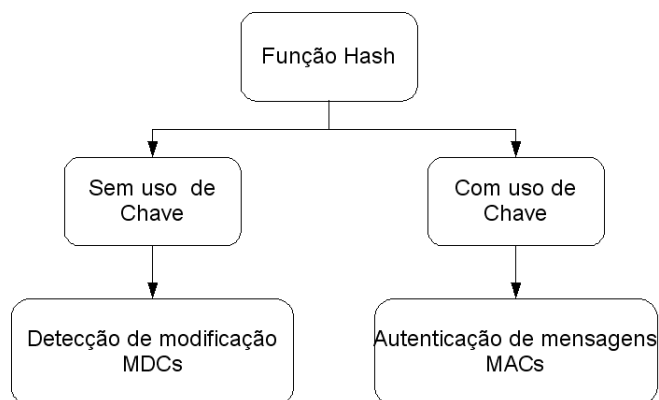 Função Hash
Sem uso de
Chave
Com uso de
Chave
Detecção de modificação
MDCs
Autenticação de mensagens
MACs